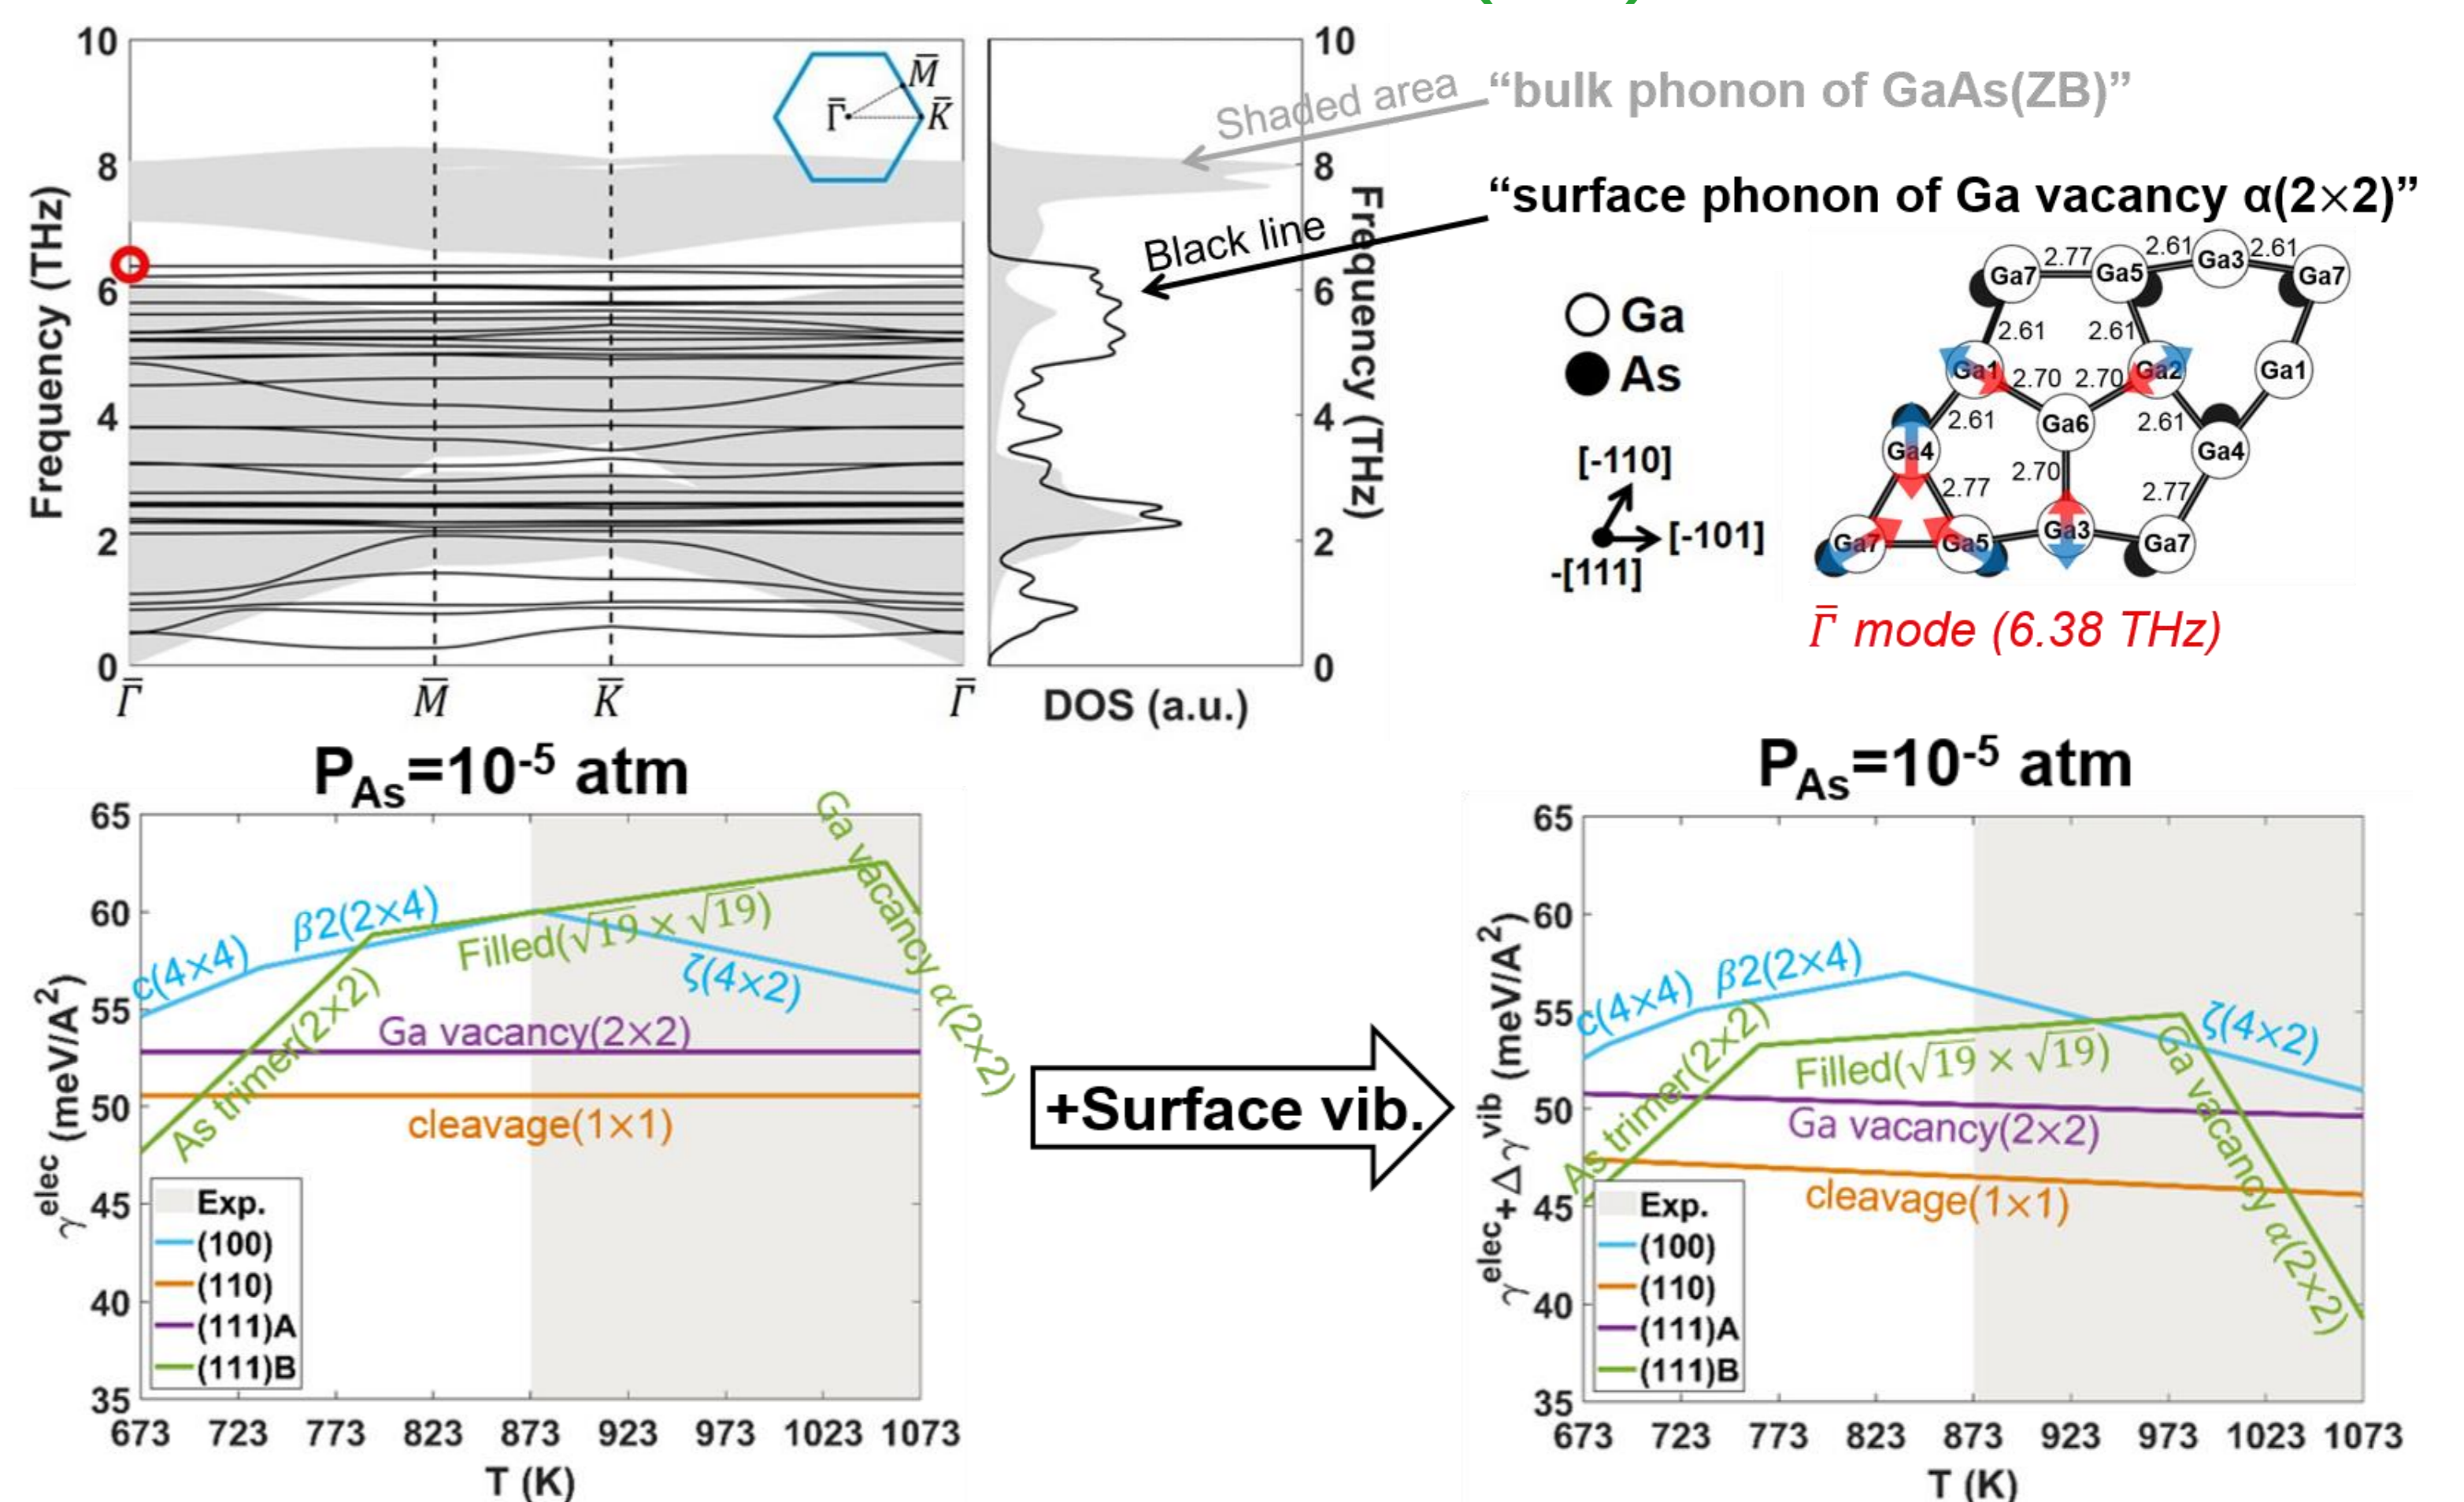 10
8
6
4
2
0
Frequency (THz)
Γ̅
M̅
K̅
Γ̅
M̅
Γ̅
K̅
10
8
6
4
2
0
Frequency (THz)
DOS (a.u.)
Shaded area
"bulk phonon of GaAs(ZB)"
Black line
"surface phonon of Ga vacancy α(2×2)"
Ga
As
[-110]
[-101]
-[111]
Ga7 2.77 Ga5 2.61 Ga3 2.61 Ga7
2.61 2.61
Ga1 2.70 2.70 Ga2 Ga1
2.61 Ga6 2.61
Ga4 2.70 Ga4
2.77 2.77
Ga7 Ga5 Ga3 Ga7
Γ̅ mode (6.38 THz)
P_As=10^-5 atm
65
60
55
50
45
40
35
γ^elec (meV/A^2)
c(4×4)
β2(2×4)
As trimer(2×2)
Filled(√19 × √19)
ζ(4×2)
Ga vacancy α(2×2)
Ga vacancy(2×2)
cleavage(1×1)
Exp.
(100)
(110)
(111)A
(111)B
673 723 773 823 873 923 973 1023 1073
T (K)
+Surface vib.
P_As=10^-5 atm
65
60
55
50
45
40
35
γ^elec+Δγ^vib (meV/A^2)
c(4×4)
β2(2×4)
As trimer(2×2)
Filled(√19 × √19)
ζ(4×2)
Ga vacancy α(2×2)
Ga vacancy(2×2)
cleavage(1×1)
Exp.
(100)
(110)
(111)A
(111)B
673 723 773 823 873 923 973 1023 1073
T (K)